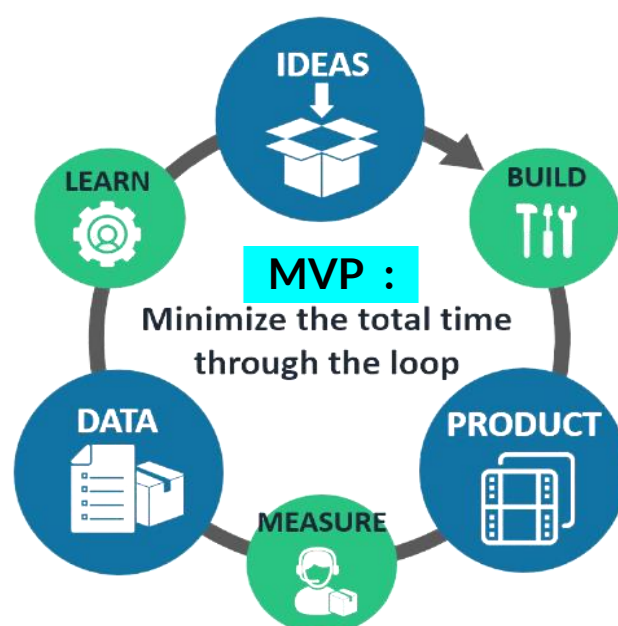 IDEAS
LEARN
BUILD
MVP :
Minimize the total time
through the loop
DATA
PRODUCT
MEASURE